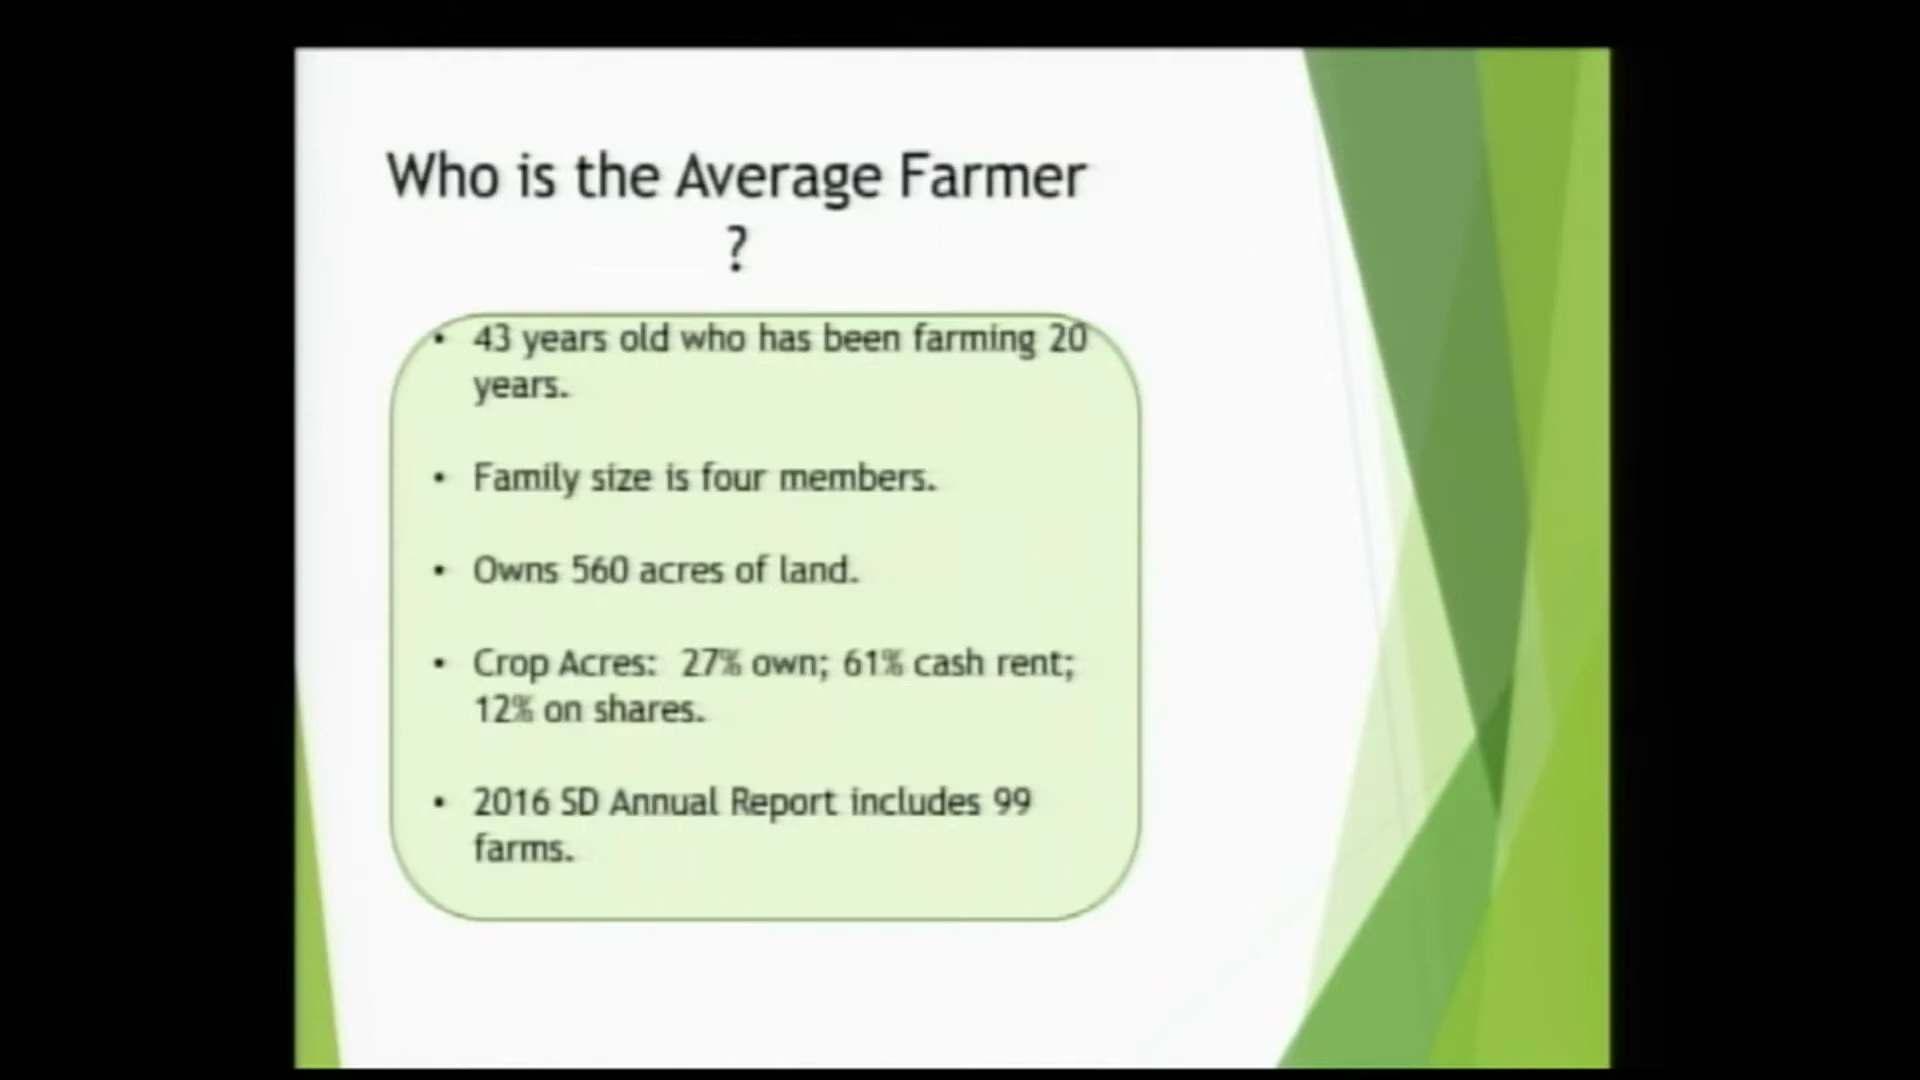 Who is the Average Farmer
?
• 43 years old who has been farming 20
years.
• Family size is four members.
• Owns 560 acres of land.
• Crop Acres:  27% own; 61% cash rent;
12% on shares.
• 2016 SD Annual Report includes 99
farms.